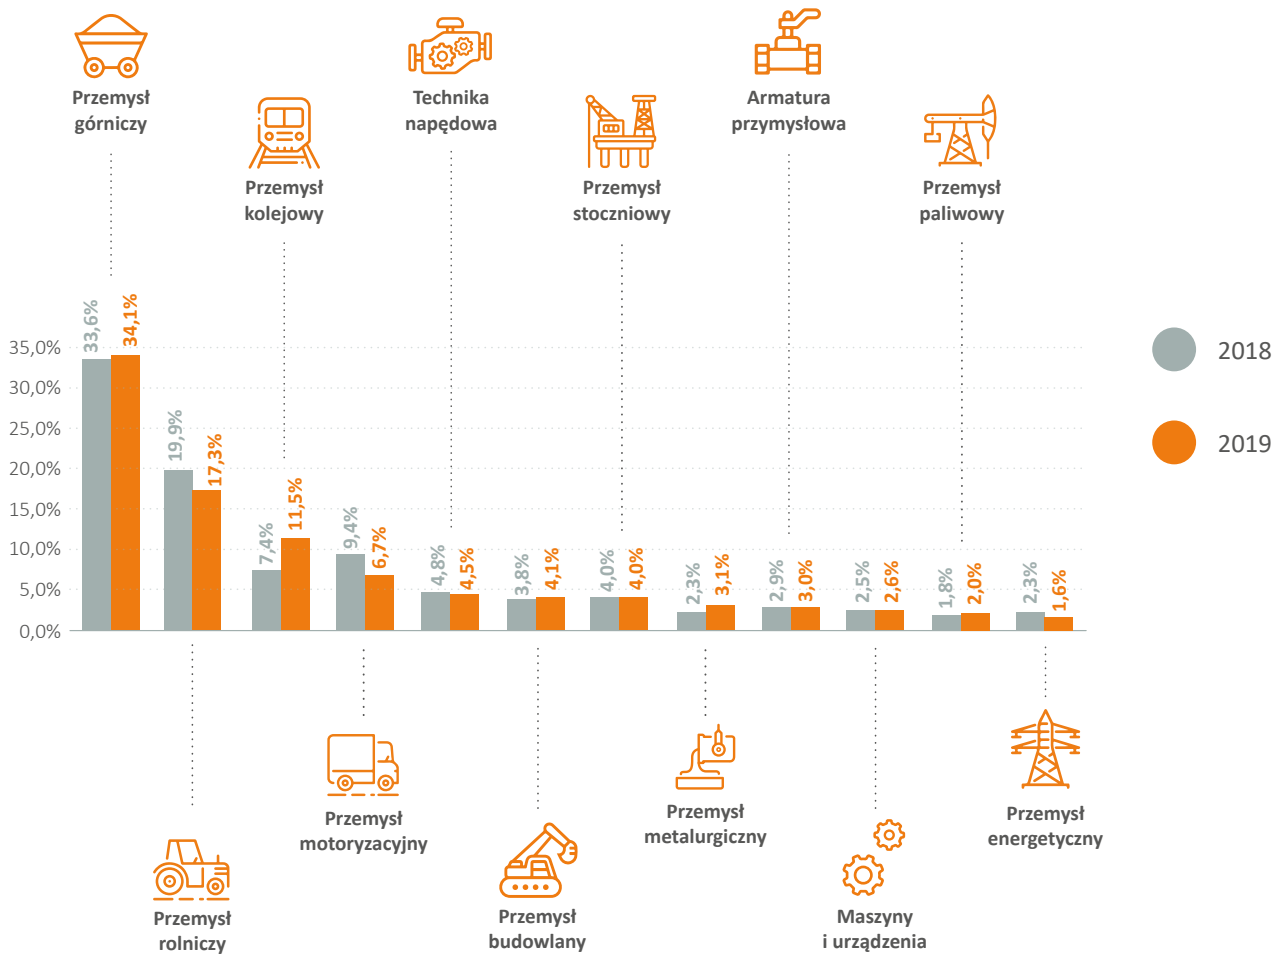 Przemysł
górniczy
Technika
napędowa
Armatura
przymysłowa
Przemysł
kolejowy
Przemysł
stoczniowy
Przemysł
paliwowy
35,0%
30,0%
25,0%
20,0%
15,0%
10,0%
5,0%
0,0%
33,6%
34,1%
19,9%
17,3%
7,4%
11,5%
9,4%
6,7%
4,8%
4,5%
3,8%
4,1%
4,0%
4,0%
2,3%
3,1%
2,9%
3,0%
2,5%
2,6%
1,8%
2,0%
2,3%
1,6%
2018
2019
Przemysł
motoryzacyjny
Przemysł
metalurgiczny
Przemysł
energetyczny
Przemysł
rolniczy
Przemysł
budowlany
Maszyny
i urządzenia